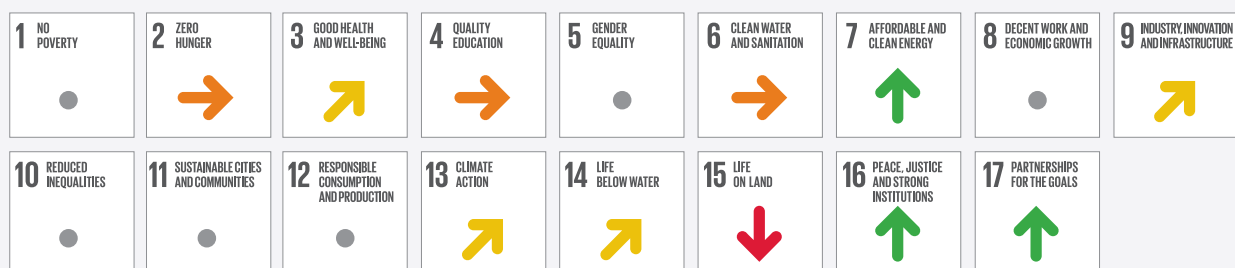 1 NO
POVERTY
2 ZERO
HUNGER
3 GOOD HEALTH
AND WELL-BEING
4 QUALITY
EDUCATION
5 GENDER
EQUALITY
6 CLEAN WATER
AND SANITATION
7 AFFORDABLE AND
CLEAN ENERGY
8 DECENT WORK AND
ECONOMIC GROWTH
9 INDUSTRY, INNOVATION
AND INFRASTRUCTURE
10 REDUCED
INEQUALITIES
11 SUSTAINABLE CITIES
AND COMMUNITIES
12 RESPONSIBLE
CONSUMPTION
AND PRODUCTION
13 CLIMATE
ACTION
14 LIFE
BELOW WATER
15 LIFE
ON LAND
16 PEACE, JUSTICE
AND STRONG
INSTITUTIONS
17 PARTNERSHIPS
FOR THE GOALS